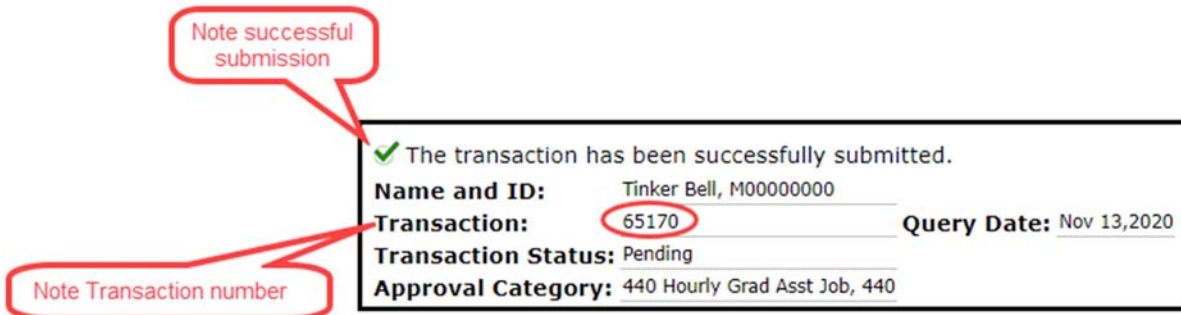 Note successful
submission
The transaction has been successfully submitted.
Name and ID: Tinker Bell, M00000000
Transaction: 65170 Query Date: Nov 13,2020
Transaction Status: Pending
Note Transaction number
Approval Category: 440 Hourly Grad Asst Job, 440